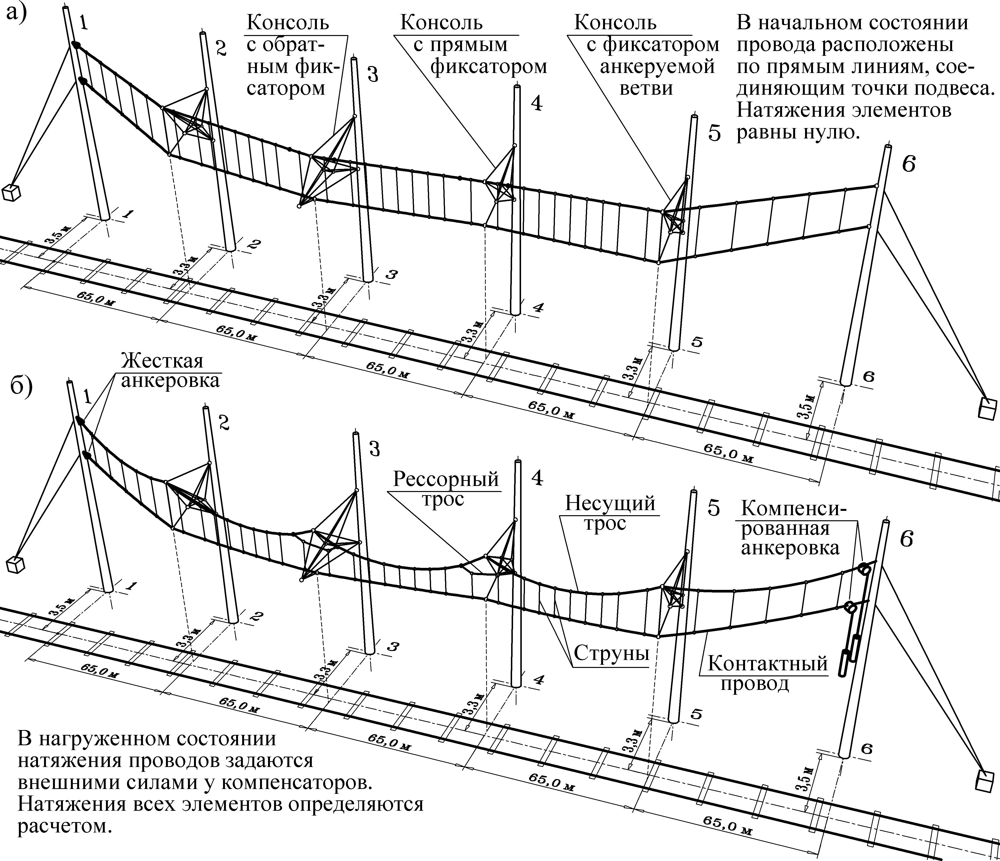 а)
1
2
3
4
5
6
Консоль
с обрат-
ным фик-
сатором
Консоль
с прямым
фиксатором
Консоль
с фиксатором
анкеруемой
ветви
В начальном состоянии
провода расположены
по прямым линиям, сое-
диняющим точки подвеса.
Натяжения элементов
равны нулю.
1
2
3
4
5
6
3,5 м
3,3 м
3,3 м
3,3 м
3,3 м
3,5 м
65,0 м
65,0 м
65,0 м
65,0 м
65,0 м
б)
Жесткая
анкеровка
1
2
3
4
5
6
Рессорный
трос
Несущий
трос
Компенси-
рованная
анкеровка
Струны
Контактный
провод
1
2
3
4
5
6
3,5 м
3,3 м
3,3 м
3,3 м
3,3 м
3,5 м
65,0 м
65,0 м
65,0 м
65,0 м
65,0 м
В нагруженном состоянии
натяжения проводов задаются
внешними силами у компенсаторов.
Натяжения всех элементов определяются
расчетом.